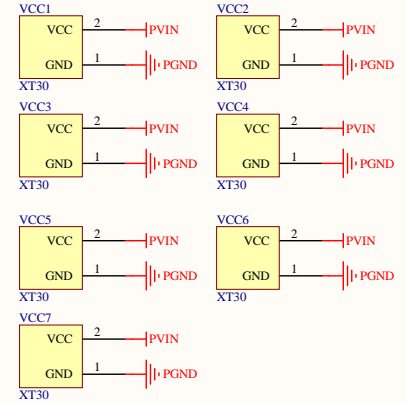 VCC1 VCC2
VCC 2 PVIN VCC 2 PVIN
GND 1 PGND GND 1 PGND
XT30 XT30
VCC3 VCC4
VCC 2 PVIN VCC 2 PVIN
GND 1 PGND GND 1 PGND
XT30 XT30
VCC5 VCC6
VCC 2 PVIN VCC 2 PVIN
GND 1 PGND GND 1 PGND
XT30 XT30
VCC7
VCC 2 PVIN
GND 1 PGND
XT30